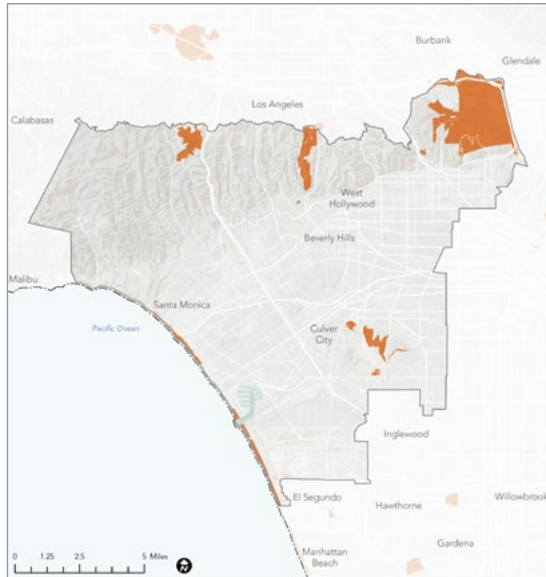 Burbank
Glendale
Calabasas
Los Angeles
West
Hollywood
Beverly Hills
Malibu
Santa Monica
Pacific Ocean
Culver
City
Inglewood
El Segundo
Hawthorne
Willowbrook
Gardena
Manhattan
Beach
0 1.25 2.5 5 Miles
N